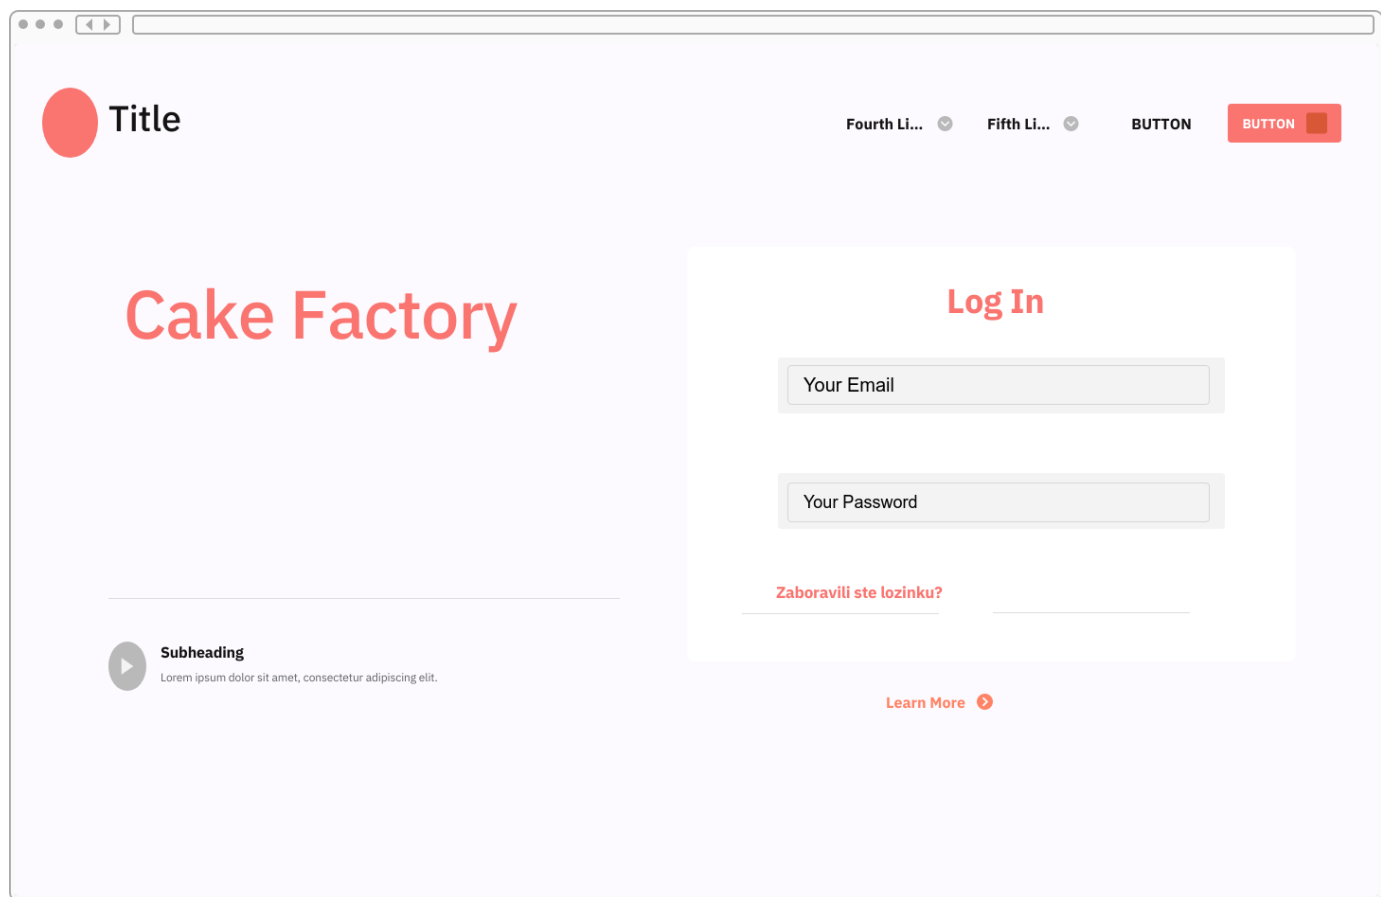 Title
Fourth Li... Fifth Li... BUTTON BUTTON
Cake Factory
Log In
Your Email
Your Password
Zaboravili ste lozinku?
Subheading
Lorem ipsum dolor sit amet, consectetur adipiscing elit.
Learn More